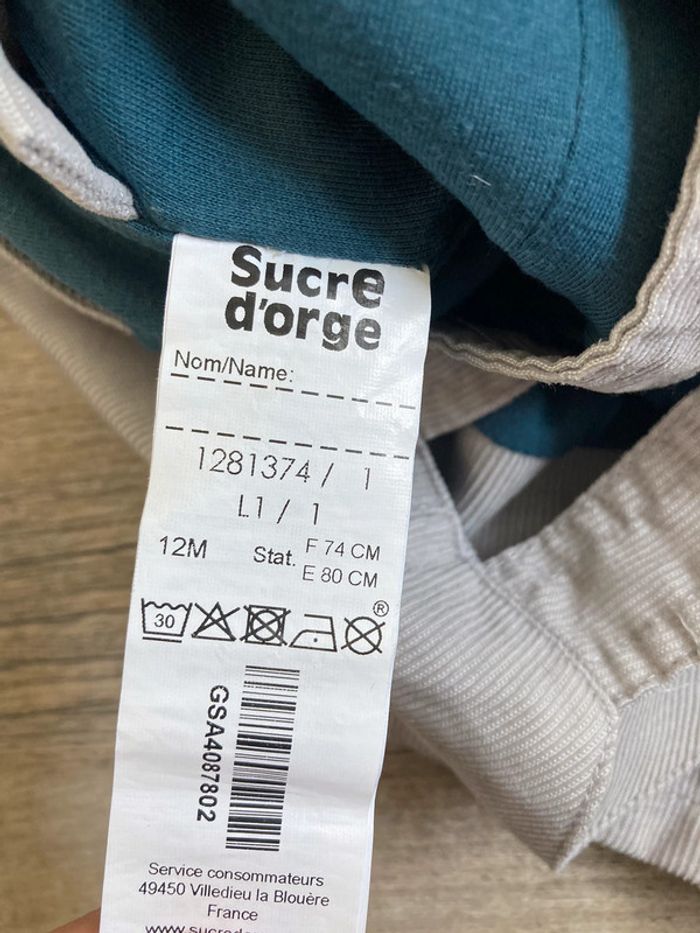 Sucre
d'orge
Nom/Name:
1281374 / 1
L1 / 1
12M Stat. F 74 CM
E 80 CM
30 ®
GSA4087802
Service consommateurs
49450 Villedieu la Blouère
France